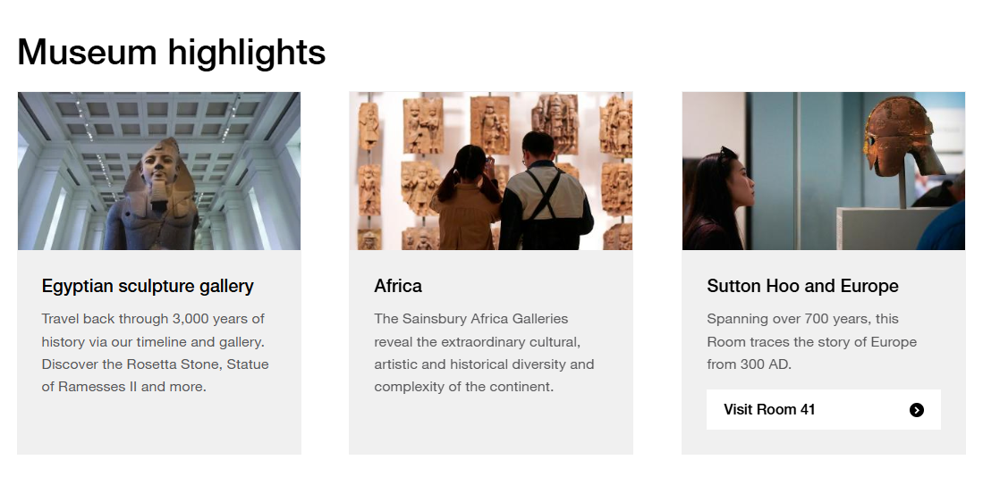 Museum highlights
Egyptian sculpture gallery
Travel back through 3,000 years of
history via our timeline and gallery.
Discover the Rosetta Stone, Statue
of Ramesses II and more.
Africa
The Sainsbury Africa Galleries
reveal the extraordinary cultural,
artistic and historical diversity and
complexity of the continent.
Sutton Hoo and Europe
Spanning over 700 years, this
Room traces the story of Europe
from 300 AD.
Visit Room 41